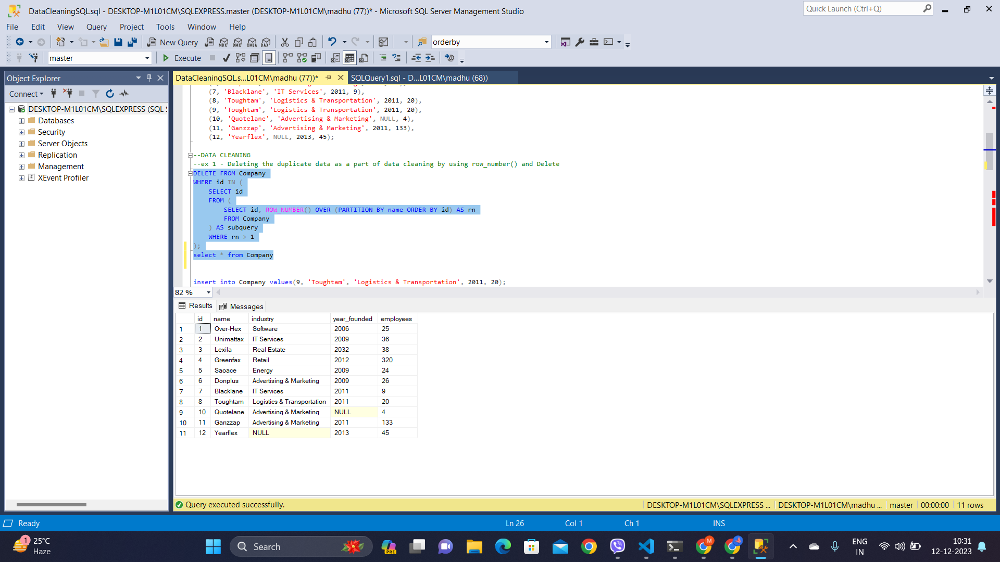 DataCleaningSQL.sql - DESKTOP-M1L01CM\SQLEXPRESS.master (DESKTOP-M1L01CM\madhu (77))* - Microsoft SQL Server Management Studio
Quick Launch (Ctrl+Q)
File Edit View Query Project Tools Window Help
New Query MDX DMX XMLA DAX orderby
master Execute
Object Explorer
DataCleaningSQL.s...L01CM\madhu (77))* SQLQuery1.sql - D...L01CM\madhu (68))
Connect
DESKTOP-M1L01CM\SQLEXPRESS (SQL S
Databases
Security
Server Objects
Replication
Management
XEvent Profiler
(7, 'Blacklane', 'IT Services', 2011, 9),
(8, 'Toughtam', 'Logistics & Transportation', 2011, 20),
(9, 'Toughtam', 'Logistics & Transportation', 2011, 20),
(10, 'Quotelane', 'Advertising & Marketing', NULL, 4),
(11, 'Ganzzap', 'Advertising & Marketing', 2011, 133),
(12, 'Yearflex', NULL, 2013, 45);
--DATA CLEANING
--ex 1 - Deleting the duplicate data as a part of data cleaning by using row_number() and Delete
DELETE FROM Company
WHERE id IN (
SELECT id
FROM (
SELECT id, ROW_NUMBER() OVER (PARTITION BY name ORDER BY id) AS rn
FROM Company
) AS subquery
WHERE rn > 1
);
select * from Company
insert into Company values(9, 'Toughtam', 'Logistics & Transportation', 2011, 20);
82 %
Results Messages
id name industry year_founded employees
1 1 Over-Hex Software 2006 25
2 2 Unimattax IT Services 2009 36
3 3 Lexila Real Estate 2032 38
4 4 Greenfax Retail 2012 320
5 5 Saoace Energy 2009 24
6 6 Donplus Advertising & Marketing 2009 26
7 7 Blacklane IT Services 2011 9
8 8 Toughtam Logistics & Transportation 2011 20
9 10 Quotelane Advertising & Marketing NULL 4
10 11 Ganzzap Advertising & Marketing 2011 133
11 12 Yearflex NULL 2013 45
Query executed successfully. DESKTOP-M1L01CM\SQLEXPRESS ... DESKTOP-M1L01CM\madhu ... master 00:00:00 11 rows
Ready Ln 26 Col 1 Ch 1 INS
1 25°C
Haze
Search
PRE
M
ENG
IN
10:31
12-12-2023